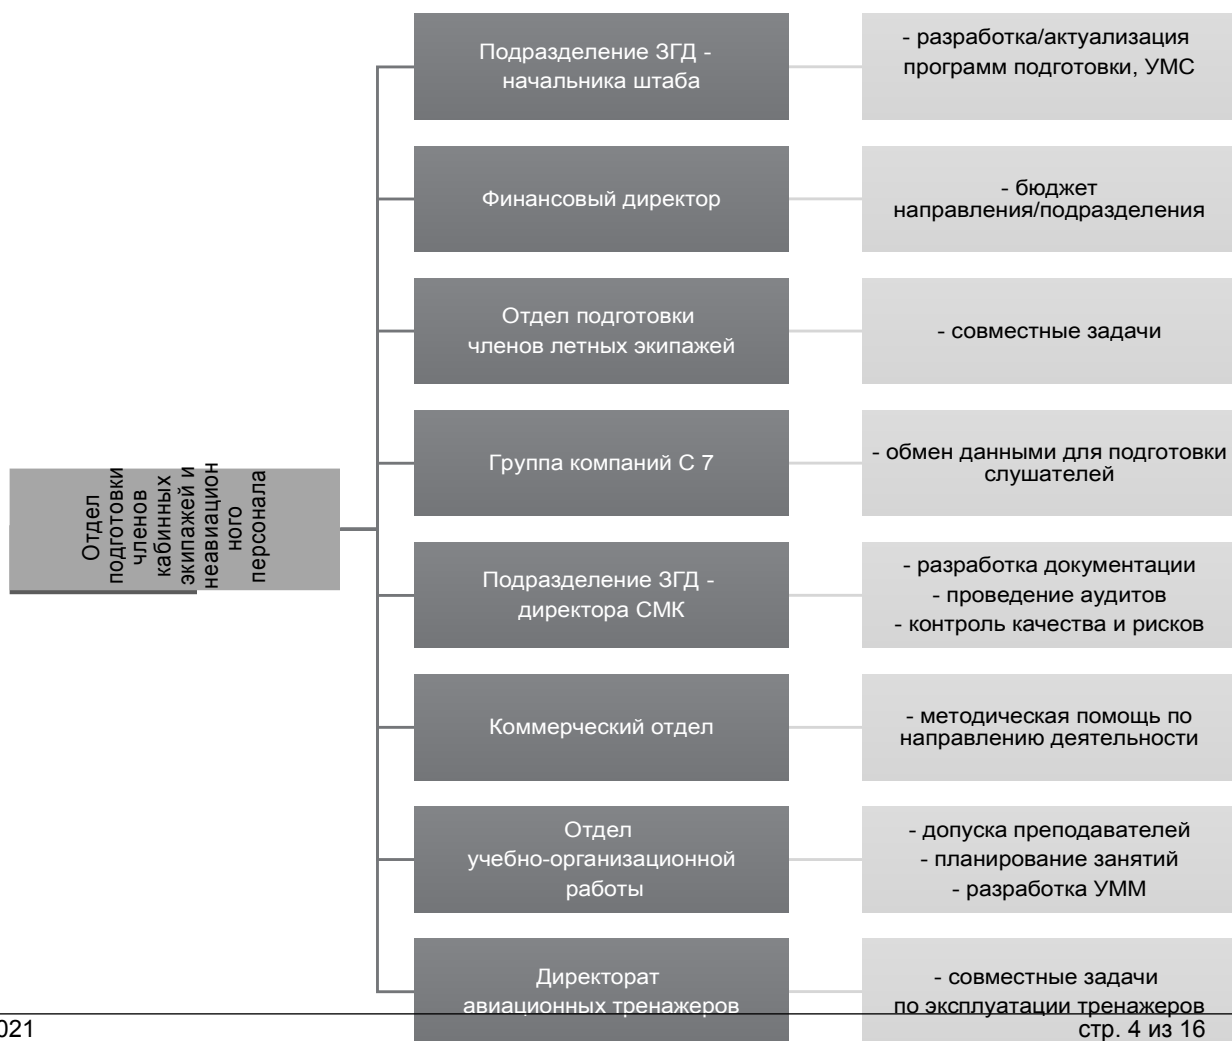 Подразделение ЗГД -
начальника штаба
- разработка/актуализация
программ подготовки, УМС
Финансовый директор
- бюджет
направления/подразделения
Отдел подготовки
членов летных экипажей
- совместные задачи
Группа компаний С 7
- обмен данными для подготовки
слушателей
Отдел
подготовки
членов
кабинных
экипажей и
неавиацион
ного
персонала
Подразделение ЗГД -
директора СМК
- разработка документации
- проведение аудитов
- контроль качества и рисков
Коммерческий отдел
- методическая помощь по
направлению деятельности
Отдел
учебно-организационной
работы
- допуска преподавателей
- планирование занятий
- разработка УММ
Директорат
авиационных тренажеров
- совместные задачи
по эксплуатации тренажеров
021
стр. 4 из 16